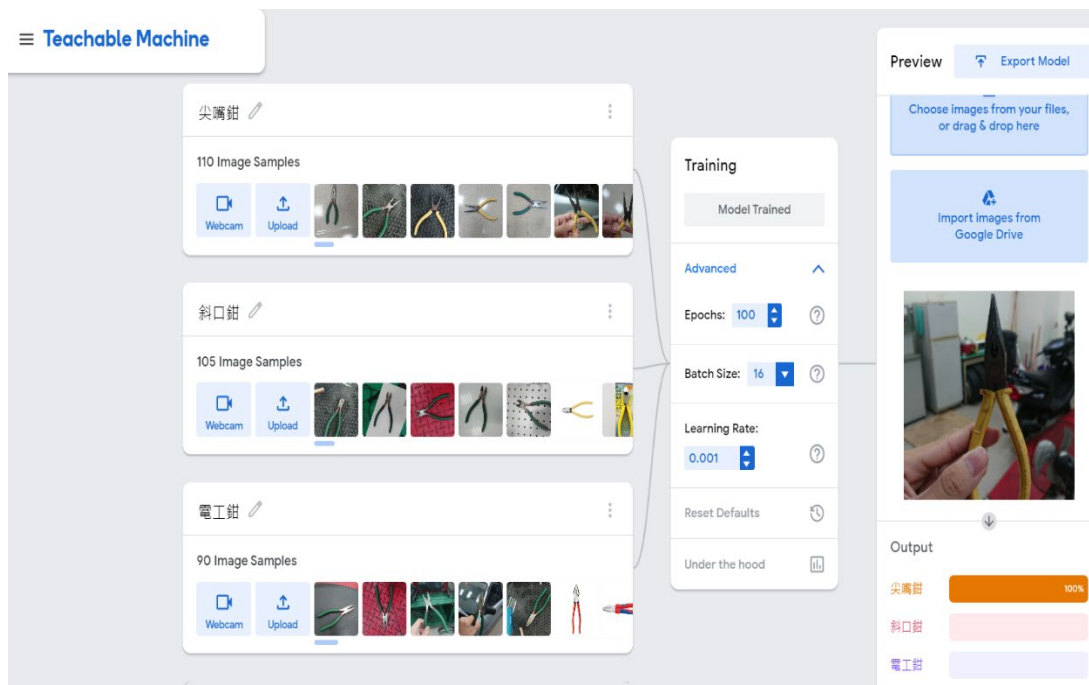 Teachable Machine
尖嘴鉗
110 Image Samples
Webcam
Upload
斜口鉗
105 Image Samples
Webcam
Upload
電工鉗
90 Image Samples
Webcam
Upload
Training
Model Trained
Advanced
Epochs: 100
Batch Size: 16
Learning Rate:
0.001
Reset Defaults
Under the hood
Preview
Export Model
Choose images from your files,
or drag & drop here
Import images from
Google Drive
Output
尖嘴鉗 100%
斜口鉗
電工鉗